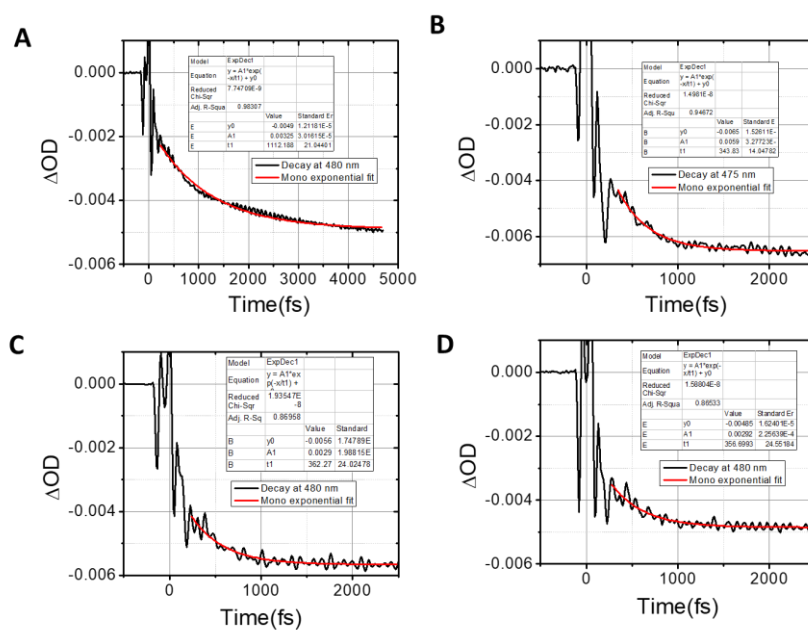 A
0.000
-0.002
-0.004
-0.006
ΔOD
0 1000 2000 3000 4000 5000
Time(fs)
Model ExpDec1
Equation y = A1*exp(
-x/t1) + y0
Reduced
Chi-Sqr
7.74709E-9
Adj. R-Squa 0.98387
Value Standard Er
E y0 -0.0049 1.21181E-5
E A1 0.00325 3.01615E-5
E t1 1112.188 21.04401
Decay at 480 nm
Mono exponential fit
B
0.000
-0.002
-0.004
-0.006
ΔOD
0 1000 2000
Time(fs)
Model ExpDec1
Equation y = A1*exp(
-x/t1) + y0
Reduced
Chi-Sqr
1.4981E-8
Adj. R-Squ 0.94672
Value Standard E
B y0 -0.0065 1.52611
B A1 0.0059 3.27723
B t1 343.83 14.04782
Decay at 475 nm
Mono exponential fit
C
0.000
-0.002
-0.004
-0.006
ΔOD
0 1000 2000
Time(fs)
Model ExpDec1
Equation y = A1*ex
p(-x/t1) +
Reduced
Chi-Sqr
1.93547E
-8
Adj. R-Sq 0.86958
Value Standard
B y0 -0.0056 1.74789E
B A1 0.0029 1.98815E
B t1 362.27 24.02478
Decay at 480 nm
Mono exponential fit
D
0.000
-0.002
-0.004
-0.006
ΔOD
0 1000 2000
Time(fs)
Model ExpDec1
Equation y = A1*exp(-
x/t1) + y0
Reduced
Chi-Sqr
1.58804E-8
Adj. R-Squa 0.86533
Value Standard Er
E y0 -0.00485 1.62401E-5
E A1 0.00292 2.25639E-4
E t1 356.6993 24.55184
Decay at 480 nm
Mono exponential fit